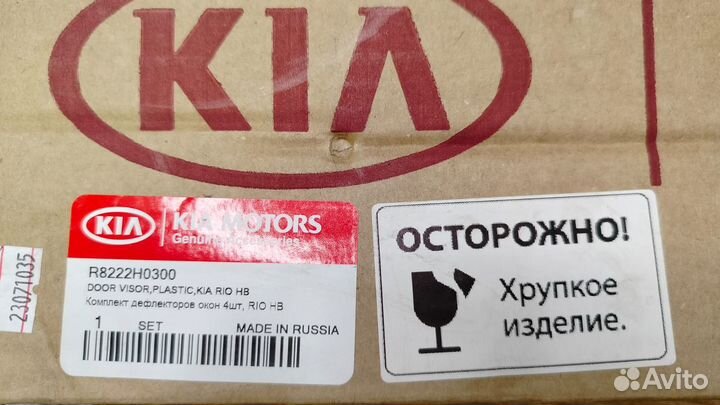 KIA
KIA
KIA MOTORS
Genuine Accessories
R8222H0300
DOOR VISOR,PLASTIC,KIA RIO HB
Комплект дефлекторов окон 4шт, RIO HB
1 SET MADE IN RUSSIA
23071035
ОСТОРОЖНО!
Хрупкое
изделие.
Avito